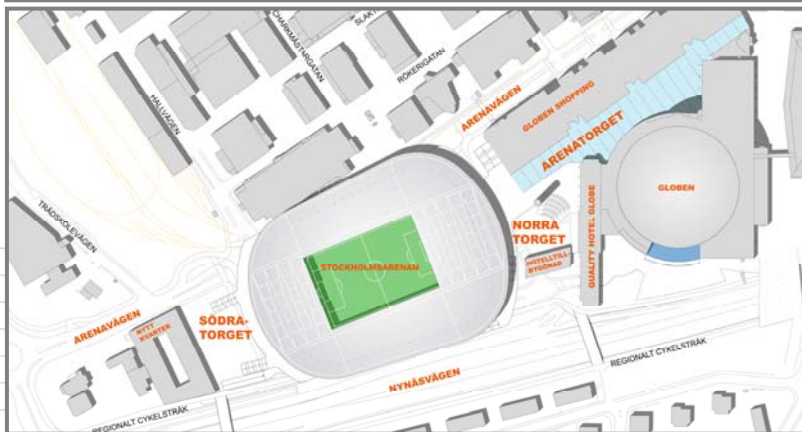 SLAKT
CHARKMÄSTARGATAN
RÖKERIGATAN
HALLVÄGEN
ARENAVÄGEN
GLOBEN SHOPPING
ARENATORGET
GLOBEN
QUALITY HOTEL GLOBE
TRÄDSKOLEVÄGEN
NORRA
TORGET
HOTELLTILL-
BYGGNAD
STOCKHOLMSARENAN
ARENAVÄGEN
NYTT
KVARTER
SÖDRA-
TORGET
NYNÄSVÄGEN
REGIONALT CYKELSTRÅK
REGIONALT CYKELSTRÅK